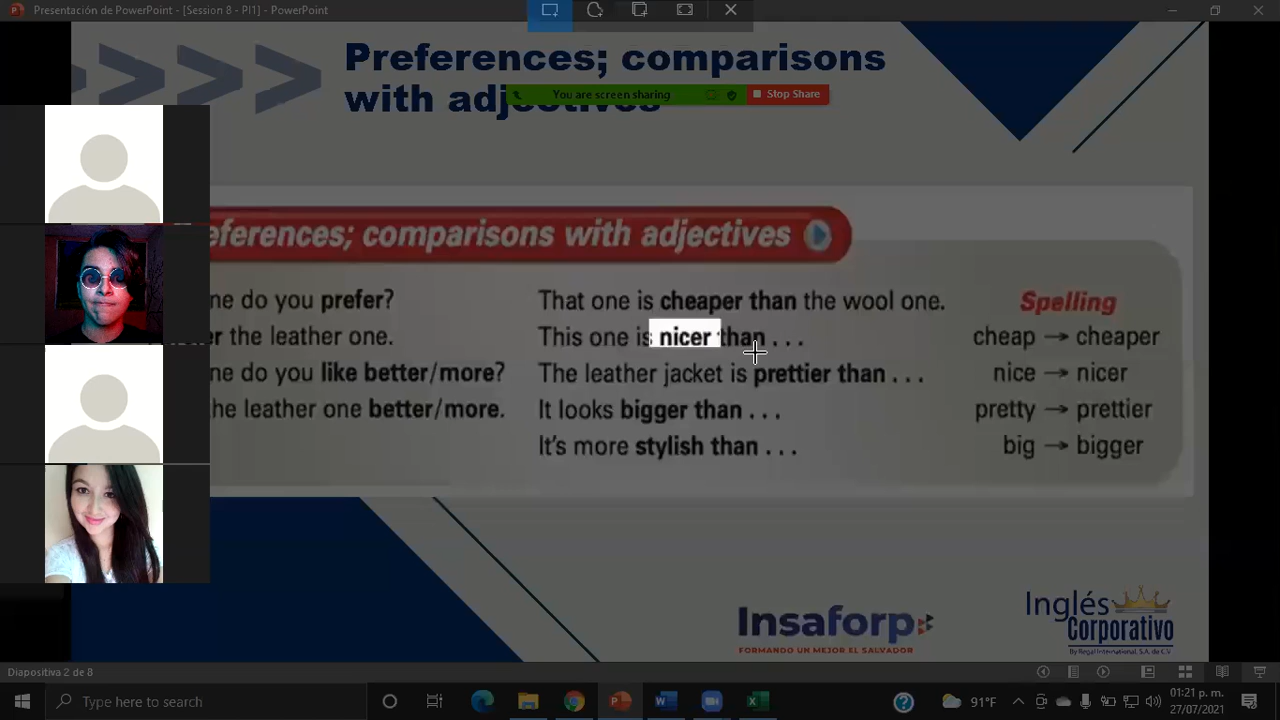 Presentación de PowerPoint - [Session 8 - PI1] - PowerPoint
Preferences; comparisons
with adjectives
You are screen sharing
Stop Share
eferences; comparisons with adjectives
ne do you prefer?
That one is cheaper than the wool one.
Spelling
er the leather one.
This one is nicer than . . .
cheap → cheaper
ne do you like better/more?
The leather jacket is prettier than . . .
nice → nicer
he leather one better/more.
It looks bigger than . . .
pretty → prettier
It's more stylish than . . .
big → bigger
Insaforp
FORMANDO UN MEJOR EL SALVADOR
Inglés
Corporativo
By Regal International, S.A. de C.V.
Diapositiva 2 de 8
Type here to search
91°F
01:21 p. m.
27/07/2021